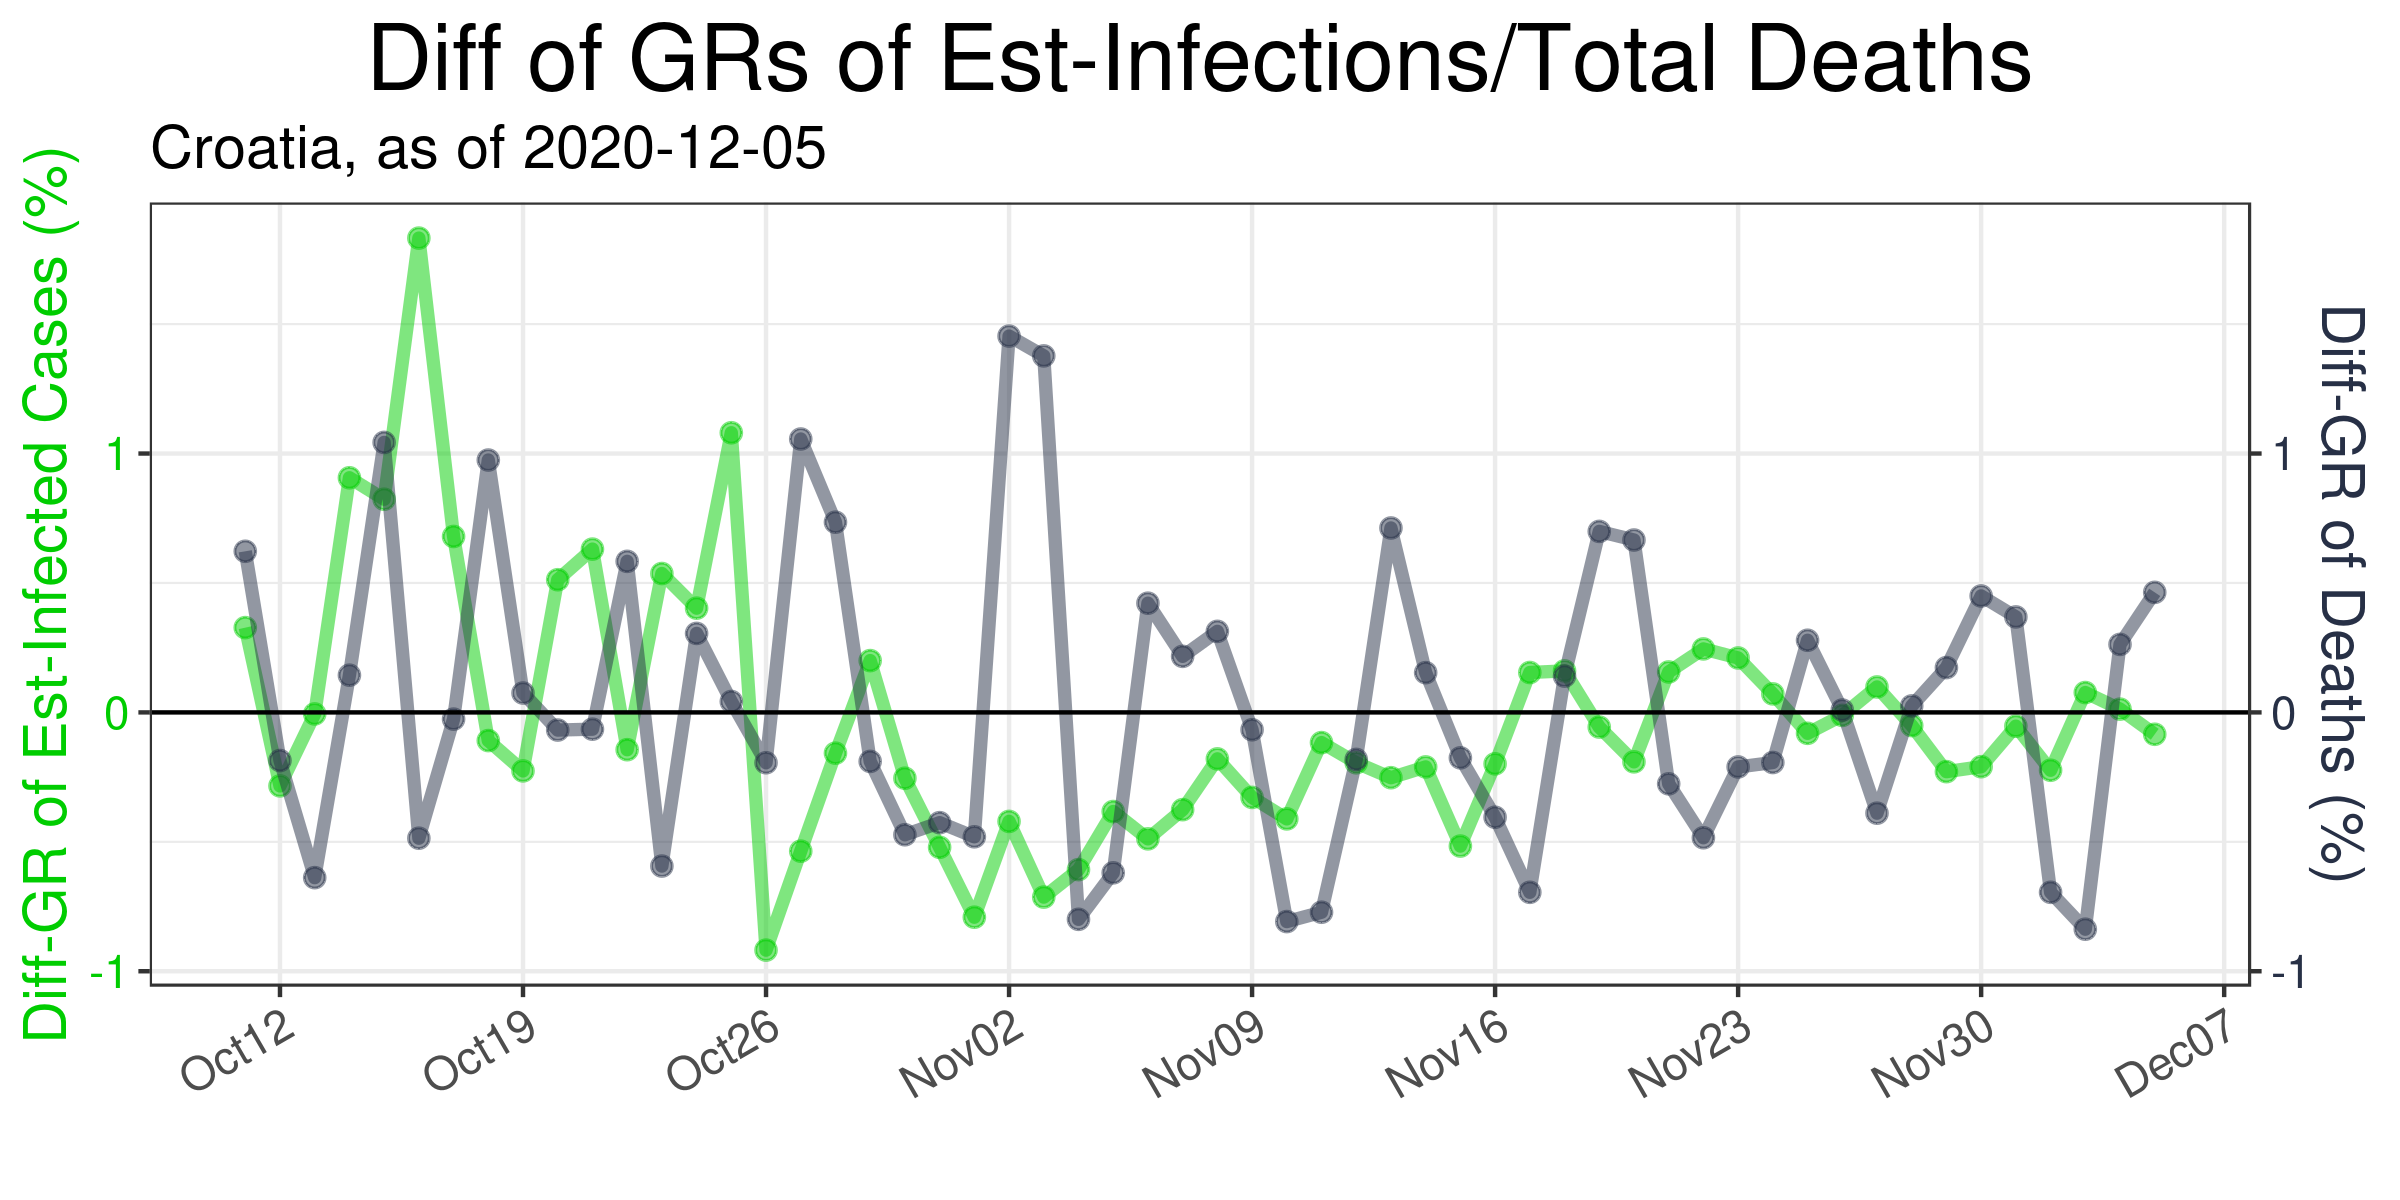 Diff of GRs of Est-Infections/Total Deaths
Croatia, as of 2020-12-05
Diff-GR of Est-Infected Cases (%)
1
0
-1
Diff-GR of Deaths (%)
1
0
-1
Oct12
Oct19
Oct26
Nov02
Nov09
Nov16
Nov23
Nov30
Dec07